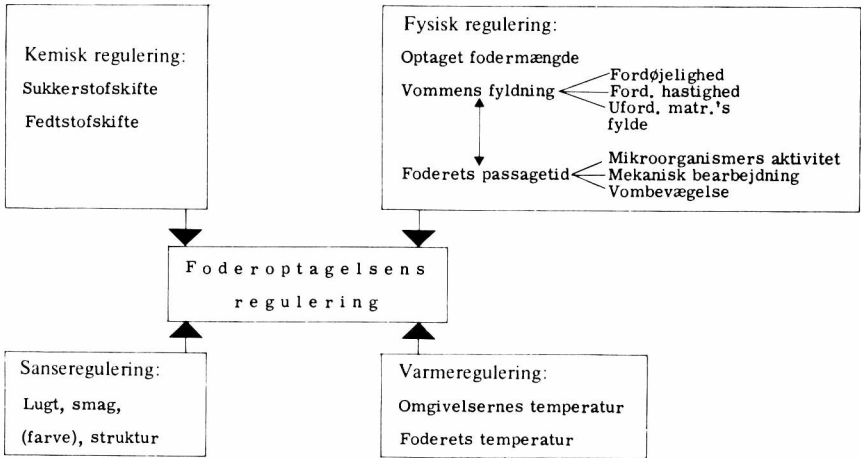 Kemisk regulering:
Sukkerstofskifte
Fedtstofskifte
Fysisk regulering:
Optaget fodermængde
Vommens fyldning
Fordøjelighed
Ford. hastighed
Uford. matr.'s
fylde
Foderets passagetid
Mikroorganismers aktivitet
Mekanisk bearbejdning
Vombevægelse
Foderoptagelsens
regulering
Sanseregulering:
Lugt, smag,
(farve), struktur
Varmeregulering:
Omgivelsernes temperatur
Foderets temperatur